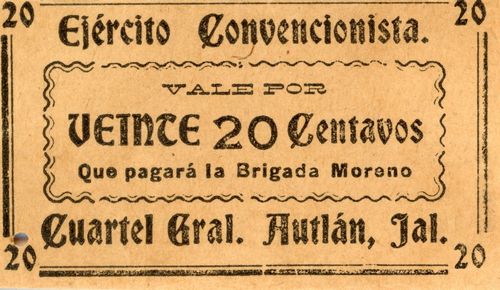 20 20
Ejército Convencionista.
VALE POR
VEINTE 20 Centavos
Que pagará la Brigada Moreno
Cuartel Gral. Autlán, Jal.
20 20